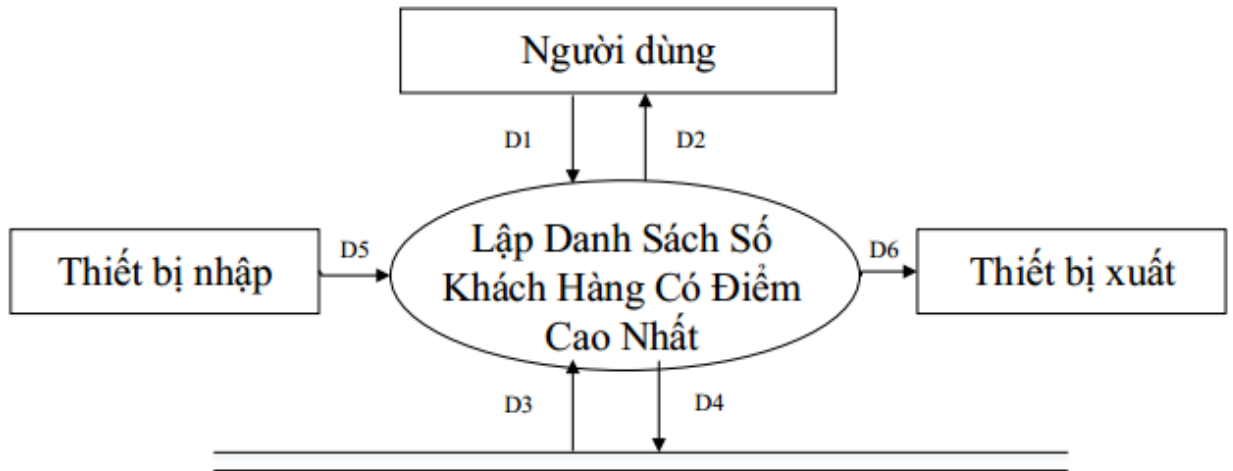 Người dùng
D1
D2
Lập Danh Sách Số
Khách Hàng Có Điểm
Cao Nhất
Thiết bị nhập
D5
D6
Thiết bị xuất
D3
D4